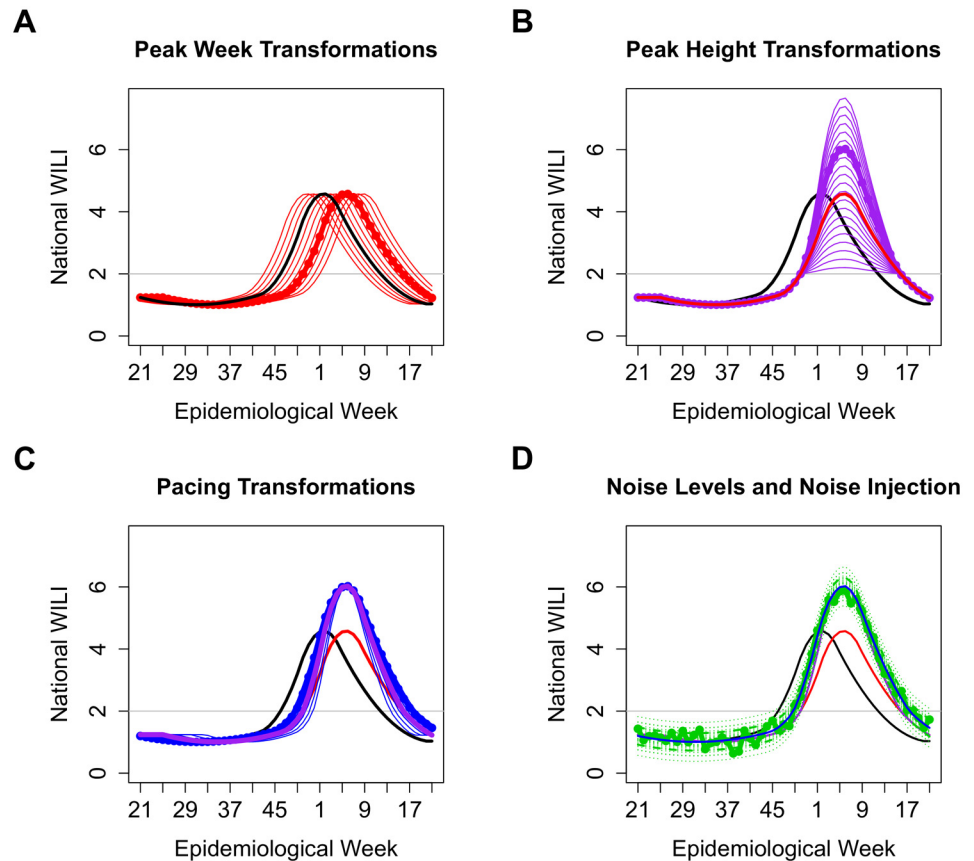 A
Peak Week Transformations
National WILI
6
4
2
0
21 29 37 45 1 9 17
Epidemiological Week
B
Peak Height Transformations
National WILI
6
4
2
0
21 29 37 45 1 9 17
Epidemiological Week
C
Pacing Transformations
National WILI
6
4
2
0
21 29 37 45 1 9 17
Epidemiological Week
D
Noise Levels and Noise Injection
National WILI
6
4
2
0
21 29 37 45 1 9 17
Epidemiological Week